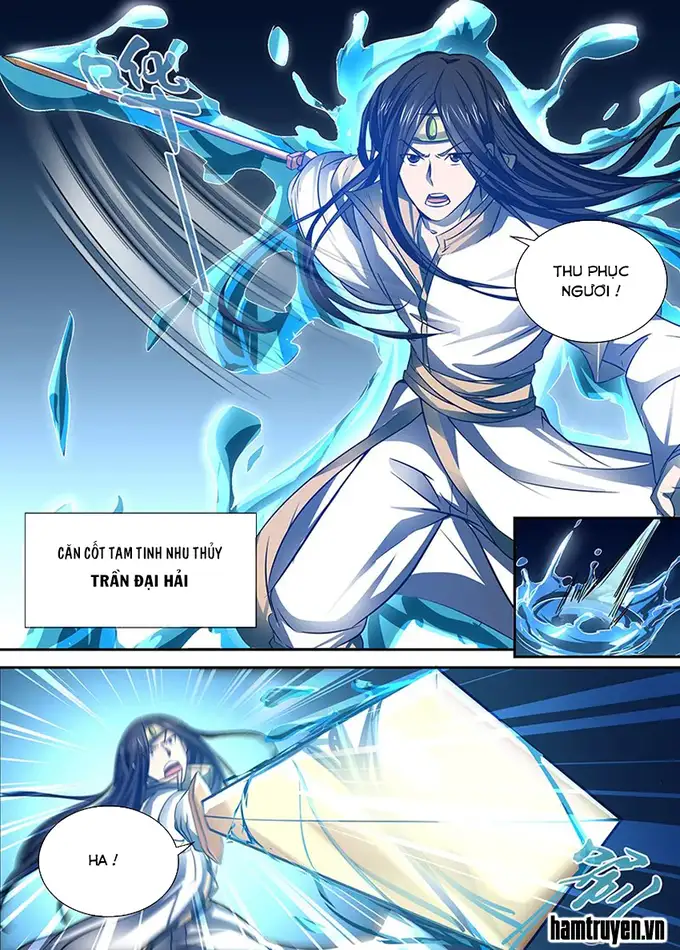 THU PHỤC
NGƯƠI !
CĂN CỐT TAM TINH NHU THỦY
TRẦN ĐẠI HẢI
HA !
hamtruyen.vn